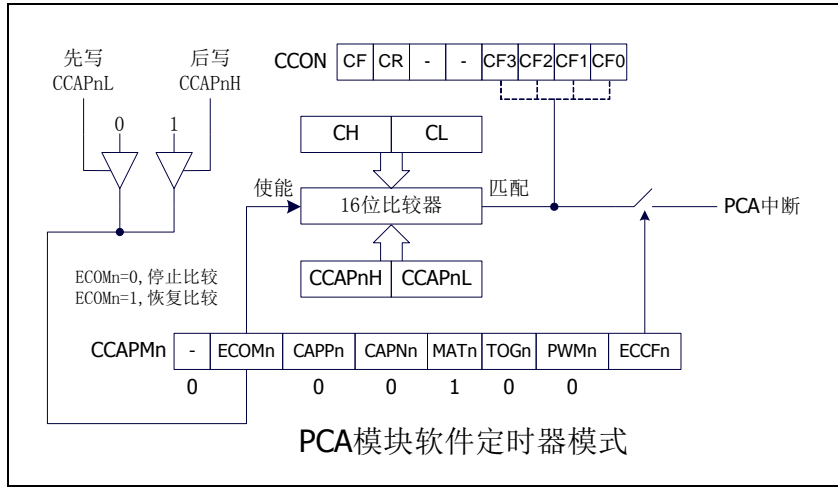 先写
CCAPnL
后写
CCAPnH
0
1
CCON CF CR - - CF3 CF2 CF1 CF0
CH CL
使能
16位比较器
匹配
PCA中断
CCAPnH CCAPnL
ECOMn=0,停止比较
ECOMn=1,恢复比较
CCAPMn - ECOMn CAPPn CAPNn MATn TOGn PWMn ECCFn
0 0 0 1 0 0
PCA模块软件定时器模式